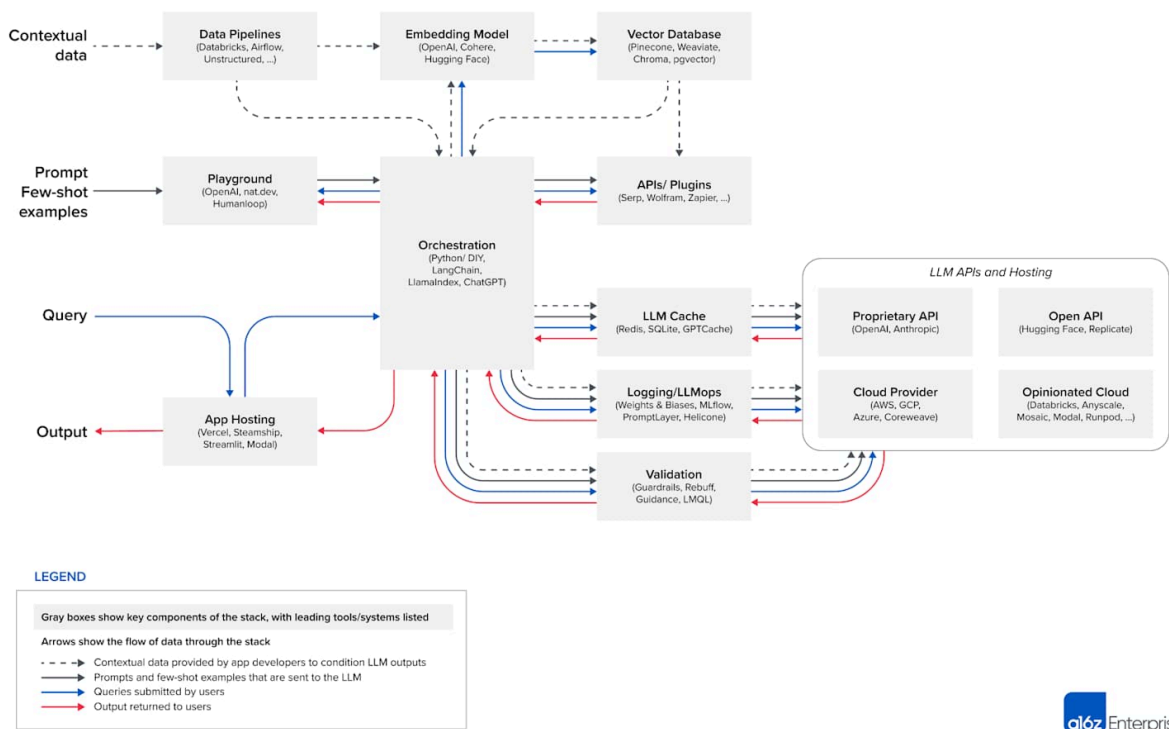 Contextual
data
Data Pipelines
(Databricks, Airflow,
Unstructured, ...)
Embedding Model
(OpenAI, Cohere,
Hugging Face)
Vector Database
(Pinecone, Weaviate,
Chroma, pgvector)
Prompt
Few-shot
examples
Playground
(OpenAI, nat.dev,
Humanloop)
Orchestration
(Python/ DIY,
LangChain,
LlamaIndex, ChatGPT)
APIs/ Plugins
(Serp, Wolfram, Zapier, ...)
Query
LLM Cache
(Redis, SQLite, GPTCache)
LLM APIs and Hosting
Proprietary API
(OpenAI, Anthropic)
Open API
(Hugging Face, Replicate)
Cloud Provider
(AWS, GCP,
Azure, Coreweave)
Opinionated Cloud
(Databricks, Anyscale,
Mosaic, Modal, Runpod, ...)
Logging/LLMops
(Weights & Biases, MLflow,
PromptLayer, Helicone)
Output
App Hosting
(Vercel, Steamship,
Streamlit, Modal)
Validation
(Guardrails, Rebuff,
Guidance, LMQL)
LEGEND
Gray boxes show key components of the stack, with leading tools/systems listed
Arrows show the flow of data through the stack
Contextual data provided by app developers to condition LLM outputs
Prompts and few-shot examples that are sent to the LLM
Queries submitted by users
Output returned to users
a16z Enterpris